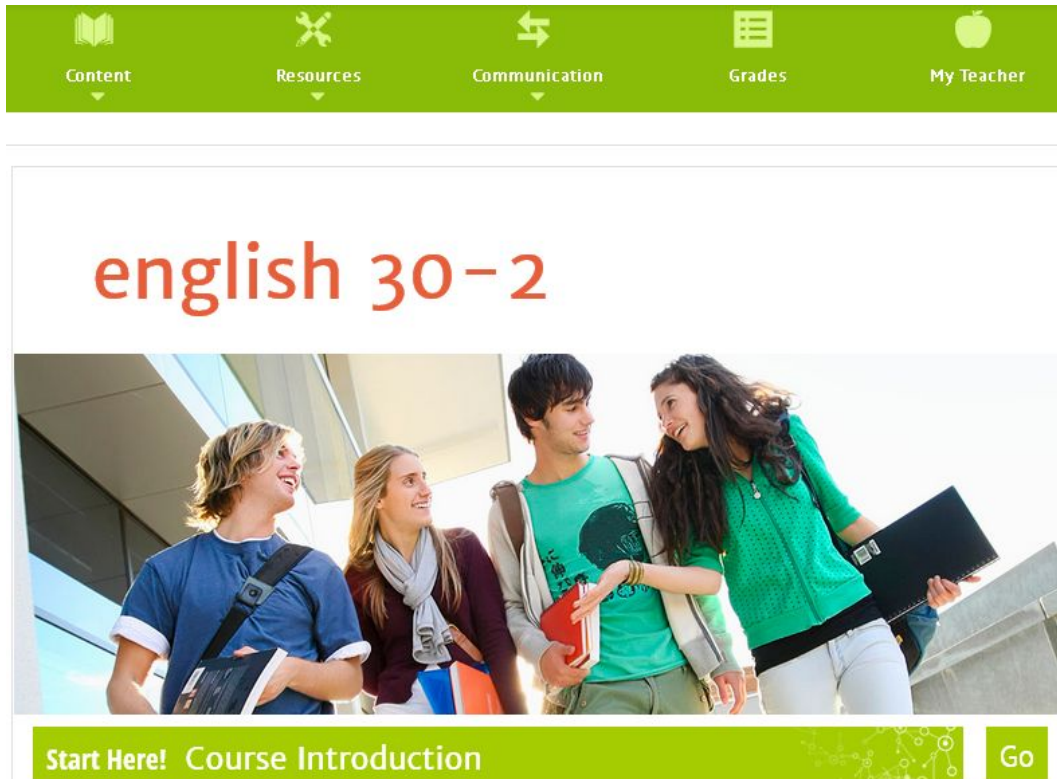 Content Resources Communication Grades My Teacher
english 30-2
Start Here! Course Introduction Go